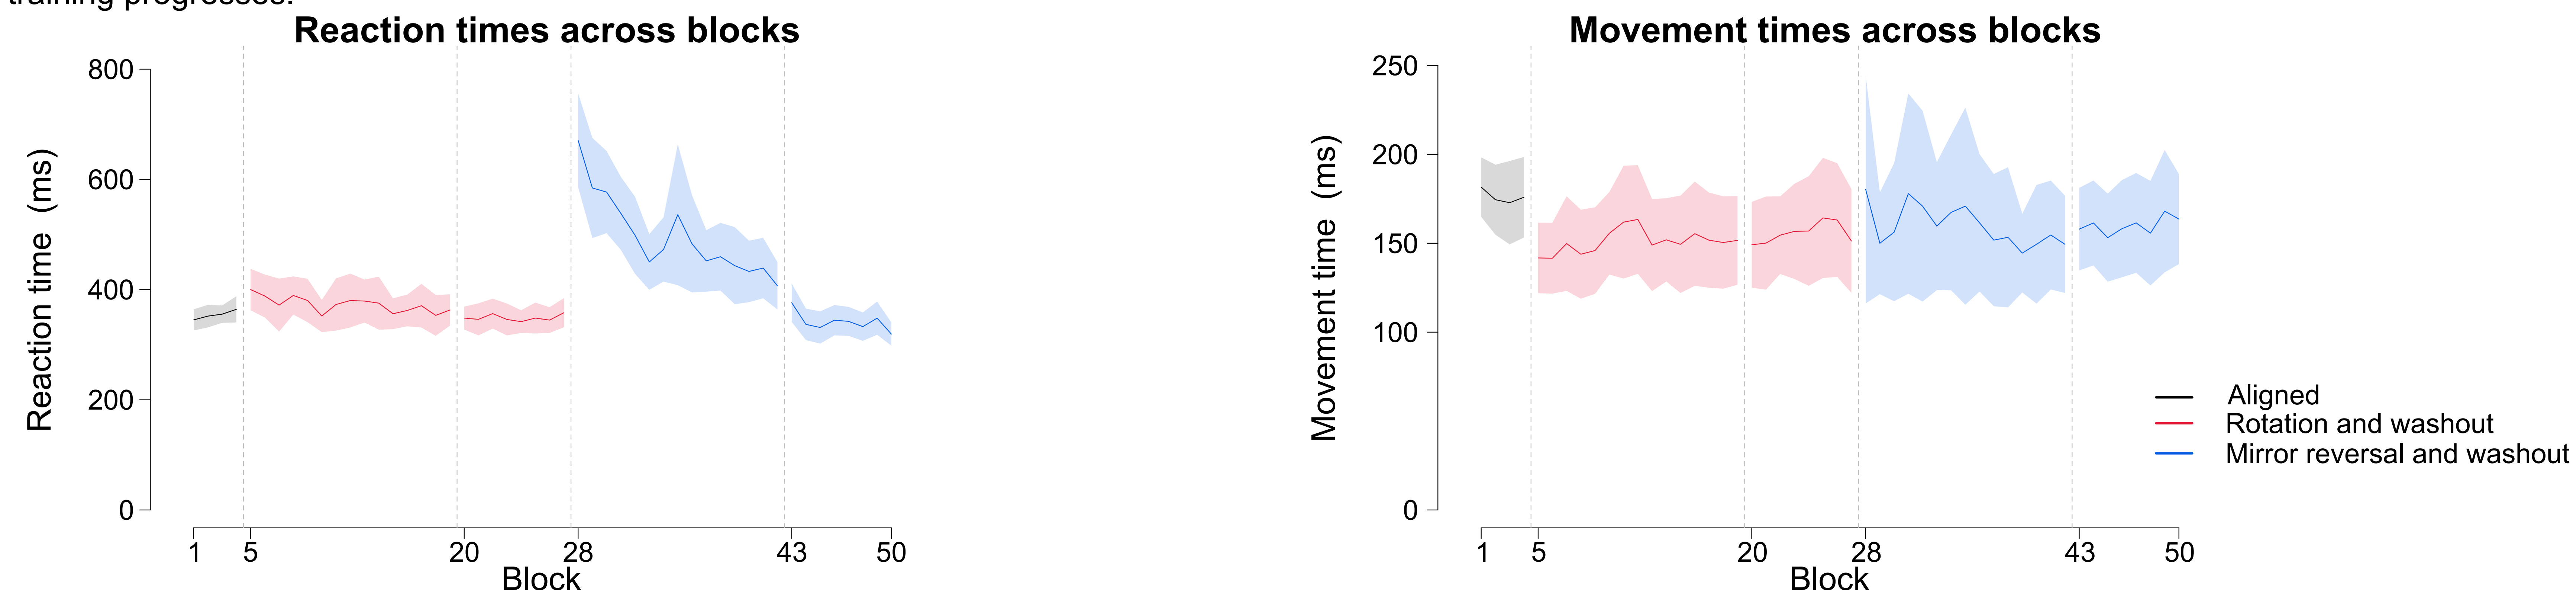 training progresses.
Reaction times across blocks
Reaction time (ms)
800
600
400
200
0
1 5 20 28 43 50
Block
Movement times across blocks
Movement time (ms)
250
200
150
100
0
1 5 20 28 43 50
Block
Aligned
Rotation and washout
Mirror reversal and washout